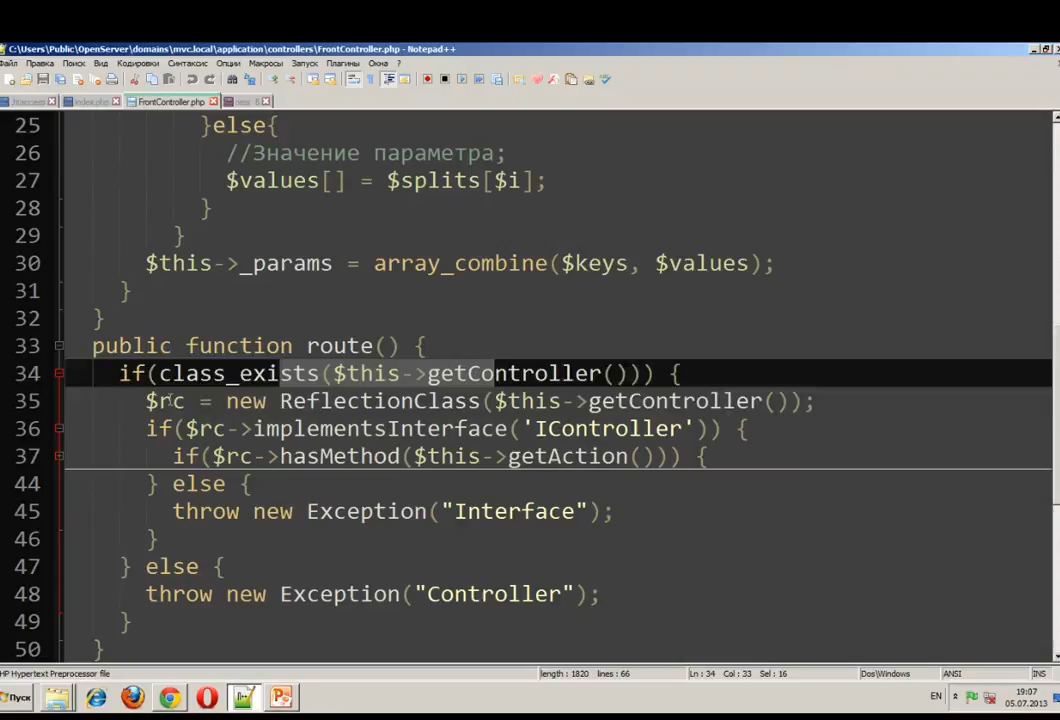 C:\Users\Public\OpenServer\domains\mvc.local\application\controllers\FrontController.php - Notepad++
Файл Правка Поиск Вид Кодировки Синтаксис Опции Макросы Запуск Плагины Окна ?
index.php FrontController.php new 8
25 }else{
26 //Значение параметра;
27 $values[] = $splits[$i];
28 }
29 }
30 $this->_params = array_combine($keys, $values);
31 }
32 }
33 public function route() {
34 if(class_exists($this->getController())) {
35 $rc = new ReflectionClass($this->getController());
36 if($rc->implementsInterface('IController')) {
37 if($rc->hasMethod($this->getAction())) {
44 } else {
45 throw new Exception("Interface");
46 }
47 } else {
48 throw new Exception("Controller");
49 }
50 }
HP Hypertext Preprocessor file length : 1820 lines : 66 Ln : 34 Col : 33 Sel : 16 Dos\Windows ANSI INS
Пуск EN 19:07
05.07.2013